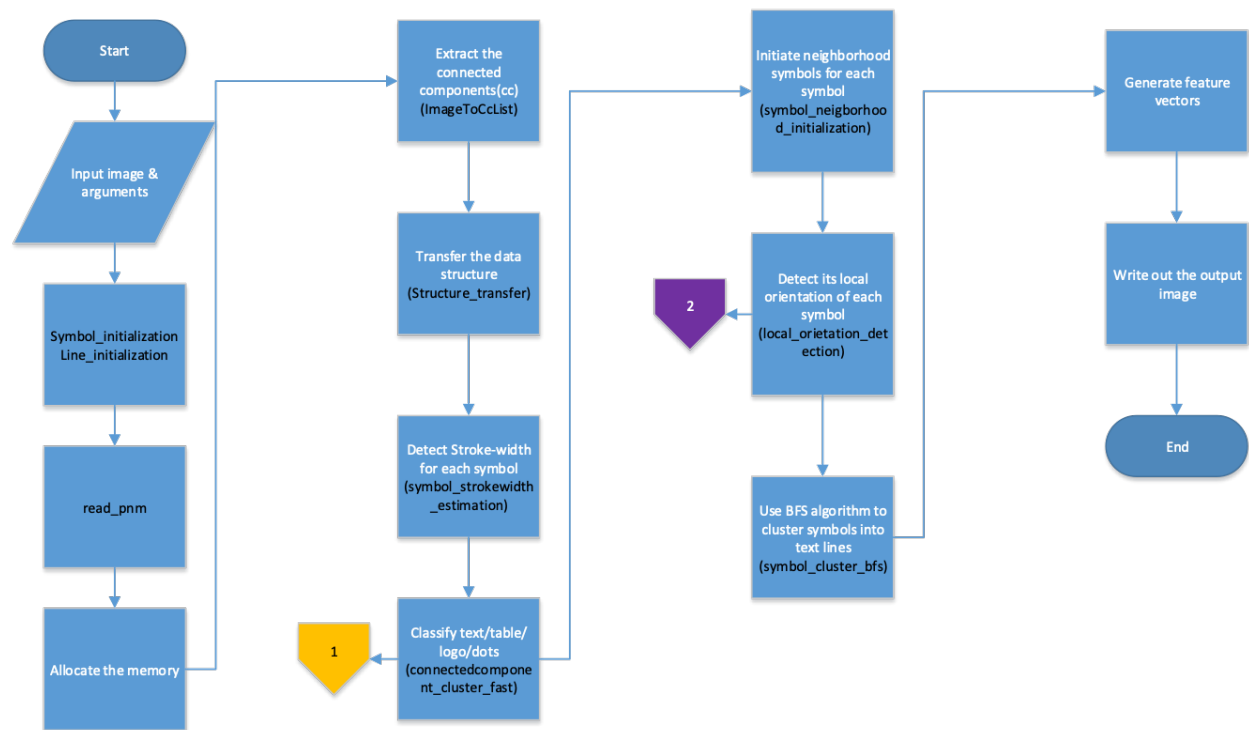 Start
Input image &
arguments
Symbol_initialization
Line_initialization
read_pnm
Allocate the memory
Extract the
connected
components(cc)
(ImageToCcList)
Transfer the data
structure
(Structure_transfer)
Detect Stroke-width
for each symbol
(symbol_strokewidth
_estimation)
Classify text/table/
logo/dots
(connectedcompone
nt_cluster_fast)
1
Initiate neighborhood
symbols for each
symbol
(symbol_neigborhoo
d_initialization)
Detect its local
orientation of each
symbol
(local_orietation_det
ection)
2
Use BFS algorithm to
cluster symbols into
text lines
(symbol_cluster_bfs)
Generate feature
vectors
Write out the output
image
End